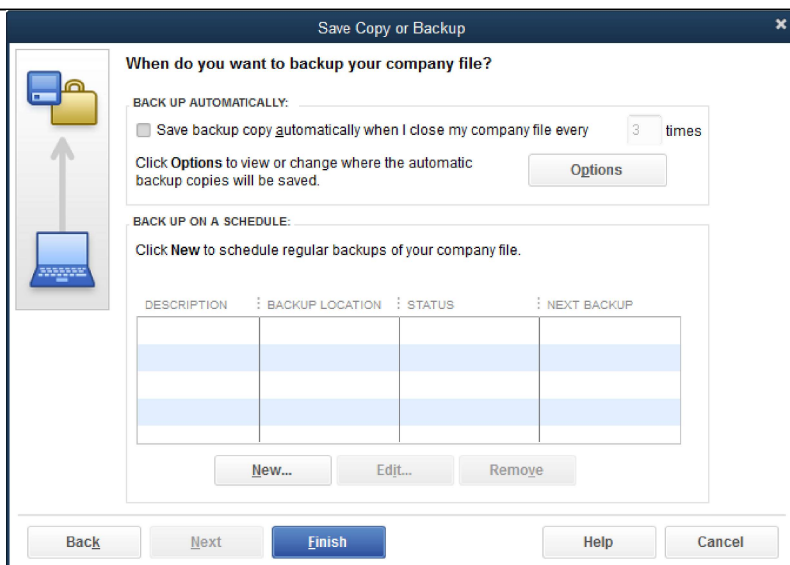 Save Copy or Backup
When do you want to backup your company file?
BACK UP AUTOMATICALLY:
Save backup copy automatically when I close my company file every 3 times
Click Options to view or change where the automatic
backup copies will be saved.
Options
BACK UP ON A SCHEDULE:
Click New to schedule regular backups of your company file.
DESCRIPTION BACKUP LOCATION STATUS NEXT BACKUP
New... Edit... Remove
Back Next Finish Help Cancel